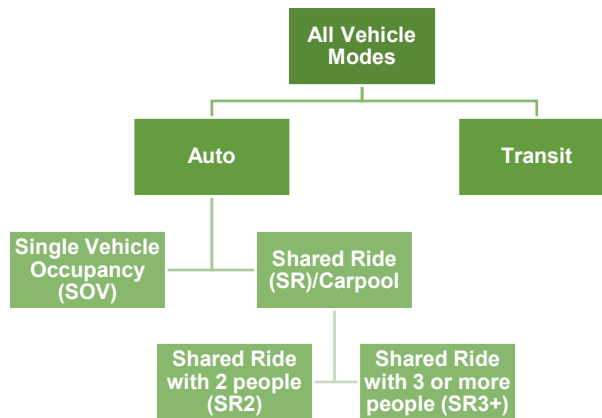 All Vehicle
Modes
Auto
Transit
Single Vehicle
Occupancy
(SOV)
Shared Ride
(SR)/Carpool
Shared Ride
with 2 people
(SR2)
Shared Ride
with 3 or more
people (SR3+)